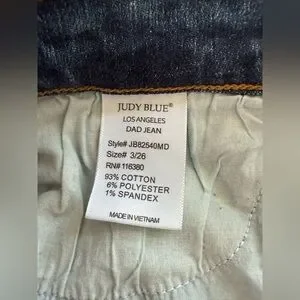 JUDY BLUE®
LOS ANGELES
DAD JEAN
Style# JB82540MD
Size# 3/26
RN# 116380
93% COTTON
6% POLYESTER
1% SPANDEX
MADE IN VIETNAM